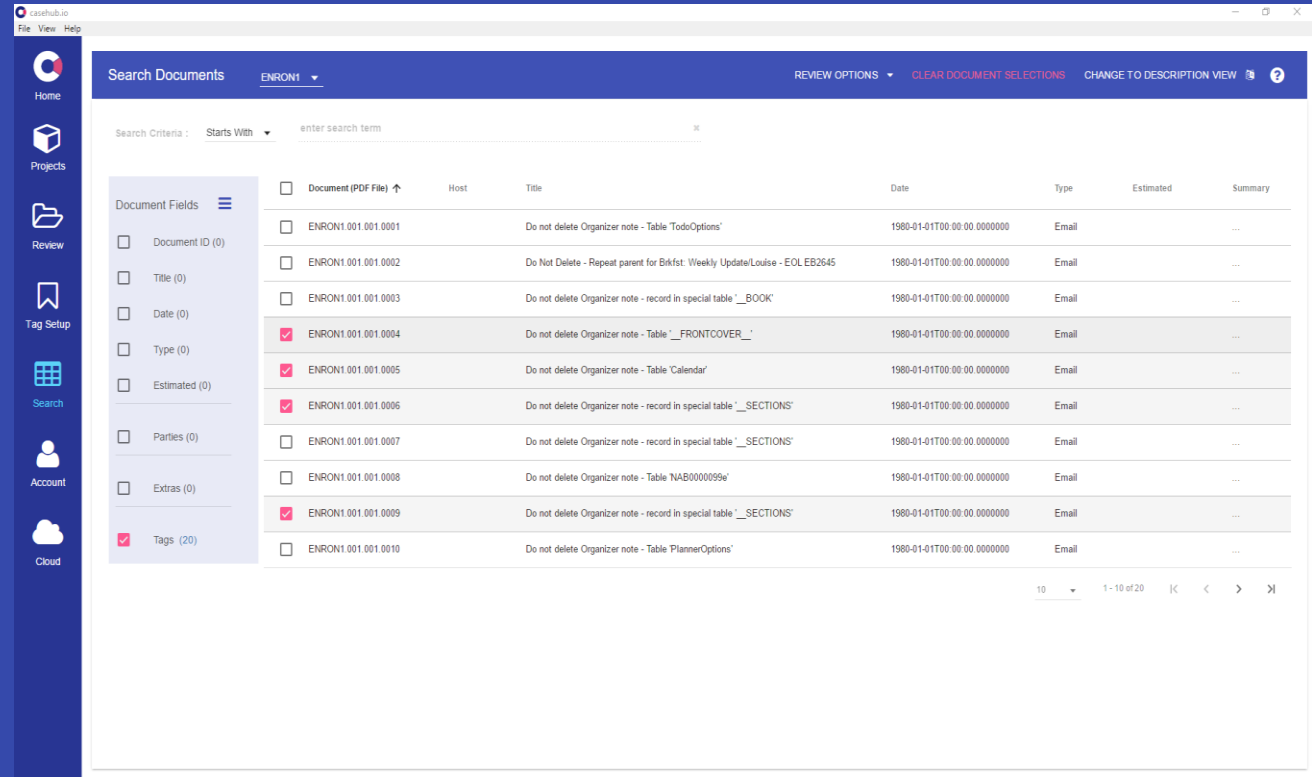 casehub.io
File View Help
Home
Projects
Review
Tag Setup
Search
Account
Cloud
Search Documents ENRON1 REVIEW OPTIONS CLEAR DOCUMENT SELECTIONS CHANGE TO DESCRIPTION VIEW ?
Search Criteria : Starts With enter search term
Document Fields
Document ID (0)
Title (0)
Date (0)
Type (0)
Estimated (0)
Parties (0)
Extras (0)
Tags (20)
Document (PDF File) Host Title Date Type Estimated Summary
ENRON1.001.001.0001 Do not delete Organizer note - Table 'TodoOptions' 1980-01-01T00:00:00.0000000 Email ...
ENRON1.001.001.0002 Do Not Delete - Repeat parent for Brkfst: Weekly Update/Louise - EOL EB2645 1980-01-01T00:00:00.0000000 Email ...
ENRON1.001.001.0003 Do not delete Organizer note - record in special table '__BOOK' 1980-01-01T00:00:00.0000000 Email ...
ENRON1.001.001.0004 Do not delete Organizer note - Table '__FRONTCOVER__' 1980-01-01T00:00:00.0000000 Email ...
ENRON1.001.001.0005 Do not delete Organizer note - Table 'Calendar' 1980-01-01T00:00:00.0000000 Email ...
ENRON1.001.001.0006 Do not delete Organizer note - record in special table '__SECTIONS' 1980-01-01T00:00:00.0000000 Email ...
ENRON1.001.001.0007 Do not delete Organizer note - record in special table '__SECTIONS' 1980-01-01T00:00:00.0000000 Email ...
ENRON1.001.001.0008 Do not delete Organizer note - Table 'NAB0000099e' 1980-01-01T00:00:00.0000000 Email ...
ENRON1.001.001.0009 Do not delete Organizer note - record in special table '__SECTIONS' 1980-01-01T00:00:00.0000000 Email ...
ENRON1.001.001.0010 Do not delete Organizer note - Table 'PlannerOptions' 1980-01-01T00:00:00.0000000 Email ...
10 1 - 10 of 20